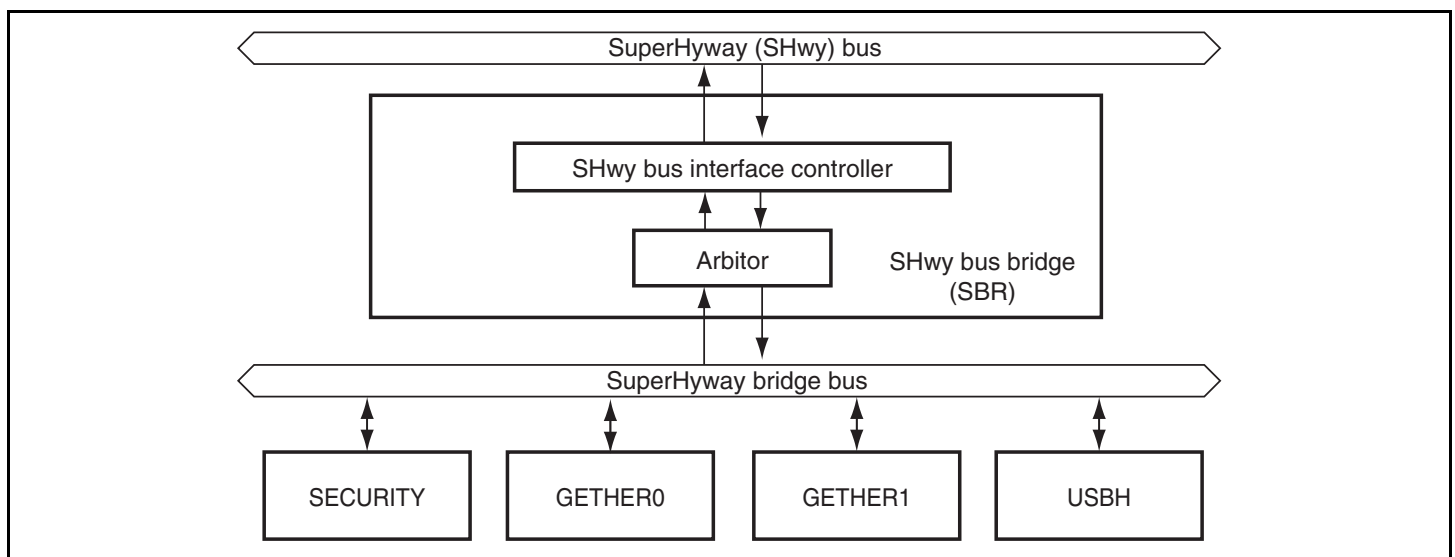 SuperHyway (SHwy) bus
SHwy bus interface controller
Arbitor
SHwy bus bridge
(SBR)
SuperHyway bridge bus
SECURITY
GETHER0
GETHER1
USBH